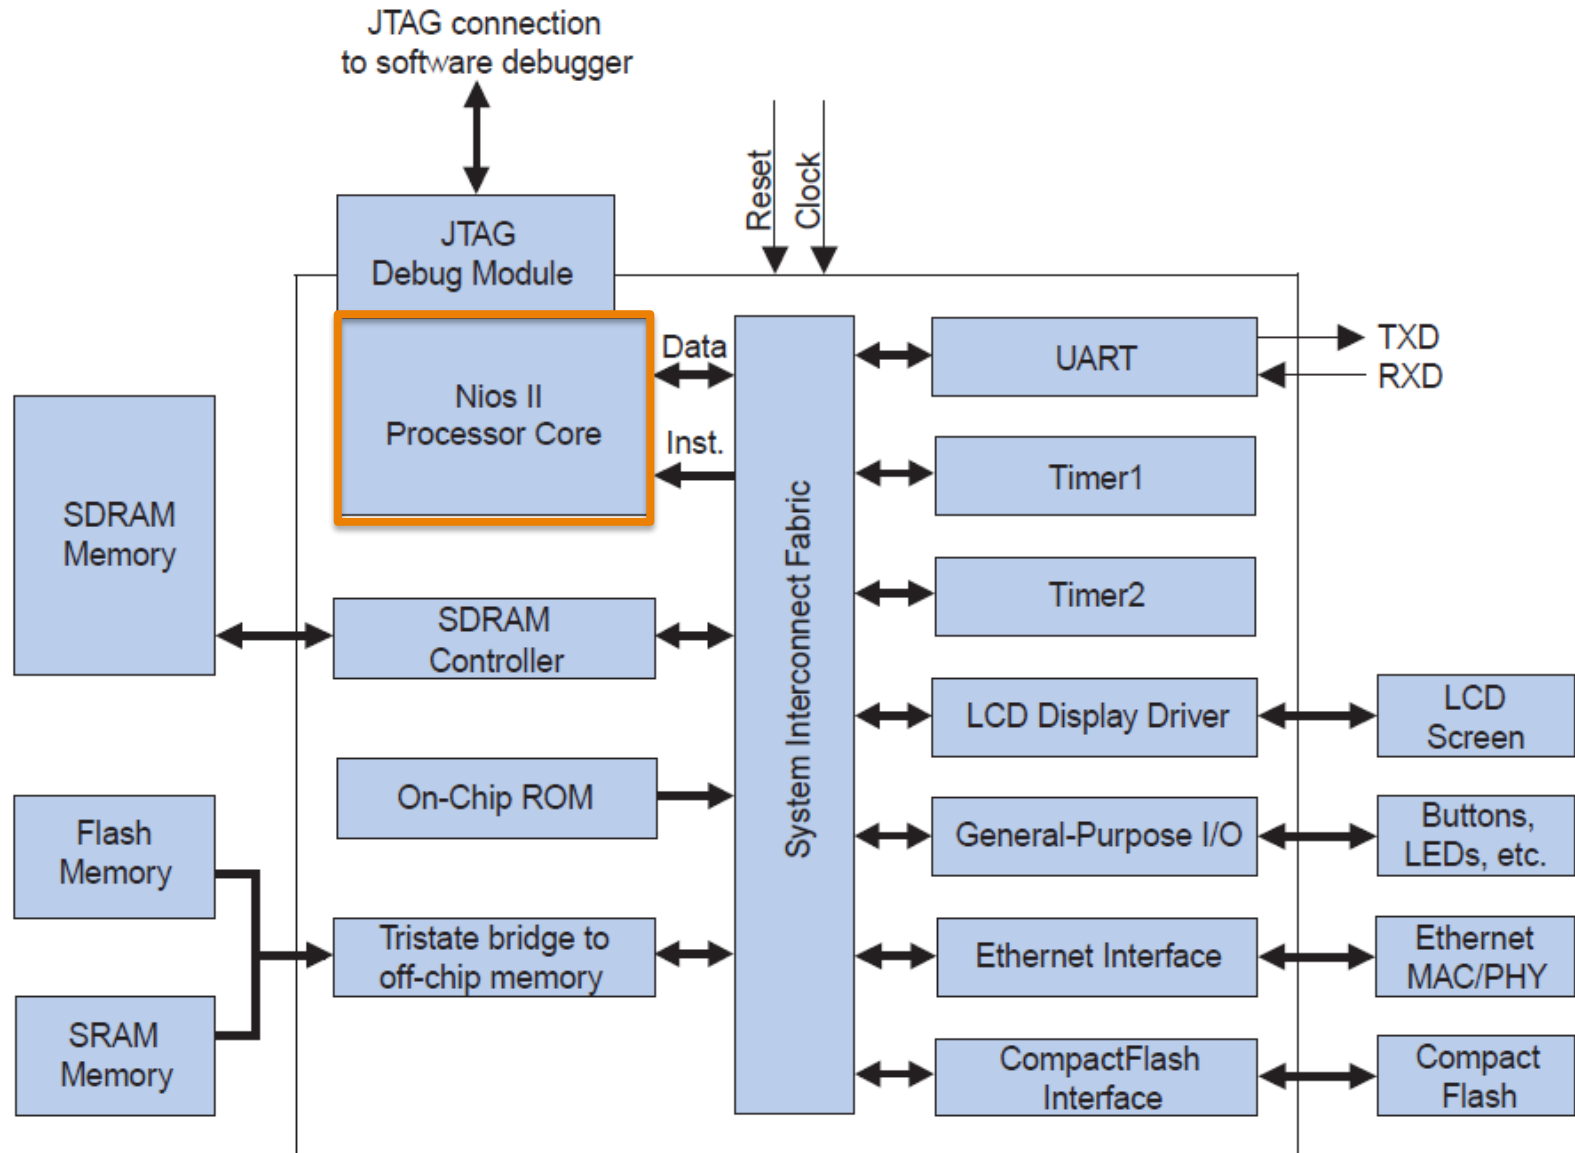 JTAG connection
to software debugger
Reset
Clock
JTAG
Debug Module
Nios II
Processor Core
Data
Inst.
System Interconnect Fabric
UART
TXD
RXD
Timer1
Timer2
SDRAM
Memory
SDRAM
Controller
LCD Display Driver
LCD
Screen
On-Chip ROM
General-Purpose I/O
Buttons,
LEDs, etc.
Flash
Memory
Tristate bridge to
off-chip memory
Ethernet Interface
Ethernet
MAC/PHY
SRAM
Memory
CompactFlash
Interface
Compact
Flash